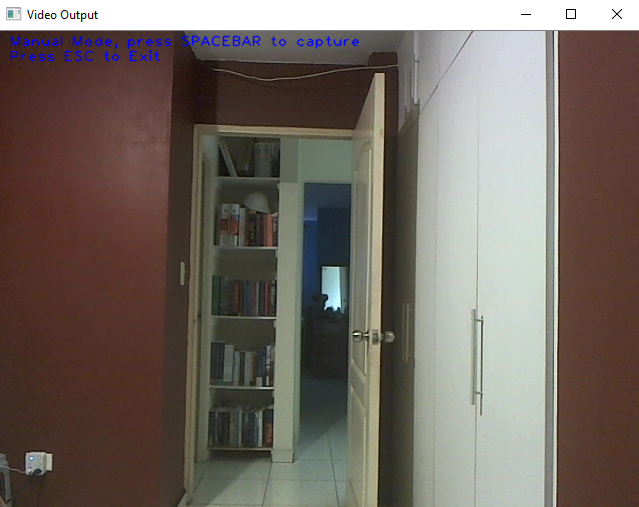 Video Output
Manual Mode, press SPACEBAR to capture
Press ESC to Exit